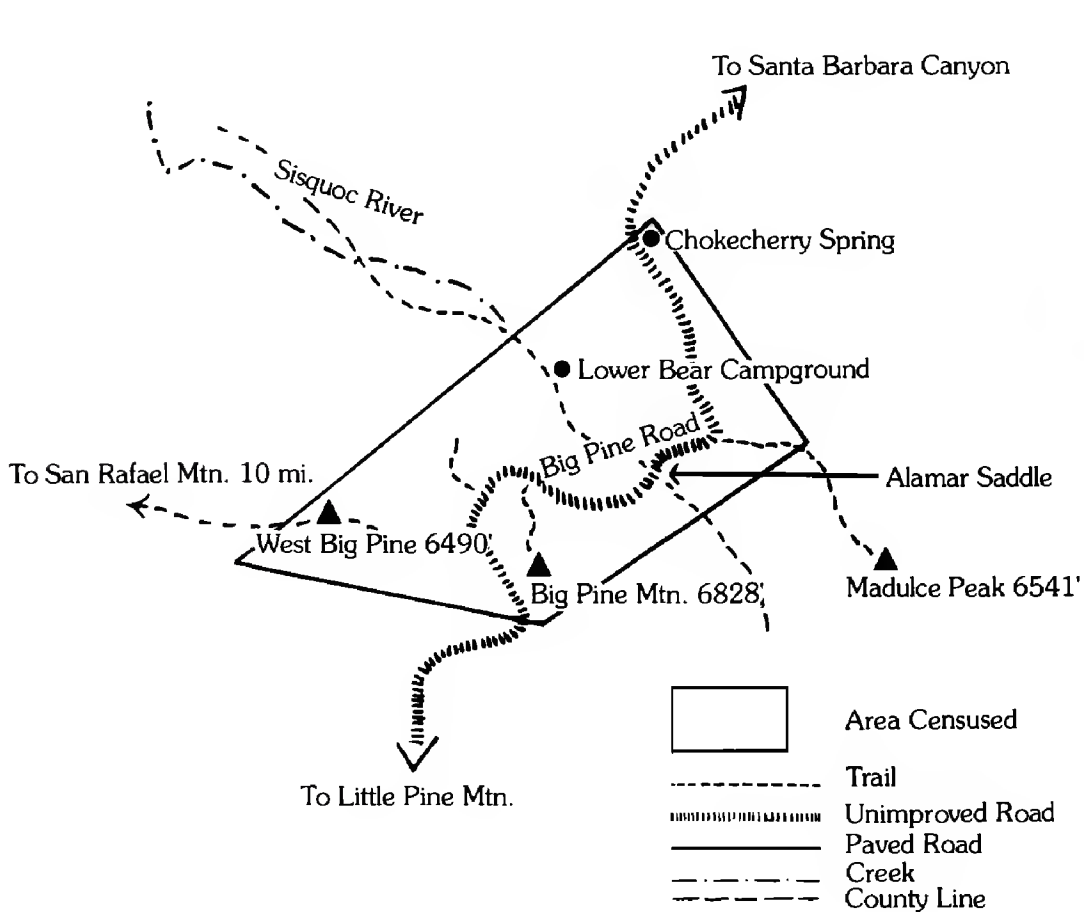 To Santa Barbara Canyon
Sisquoc River
Chokecherry Spring
Lower Bear Campground
Big Pine Road
To San Rafael Mtn. 10 mi.
Alamar Saddle
West Big Pine 6490'
Big Pine Mtn. 6828'
Madulce Peak 6541'
To Little Pine Mtn.
Area Censused
Trail
Unimproved Road
Paved Road
Creek
County Line